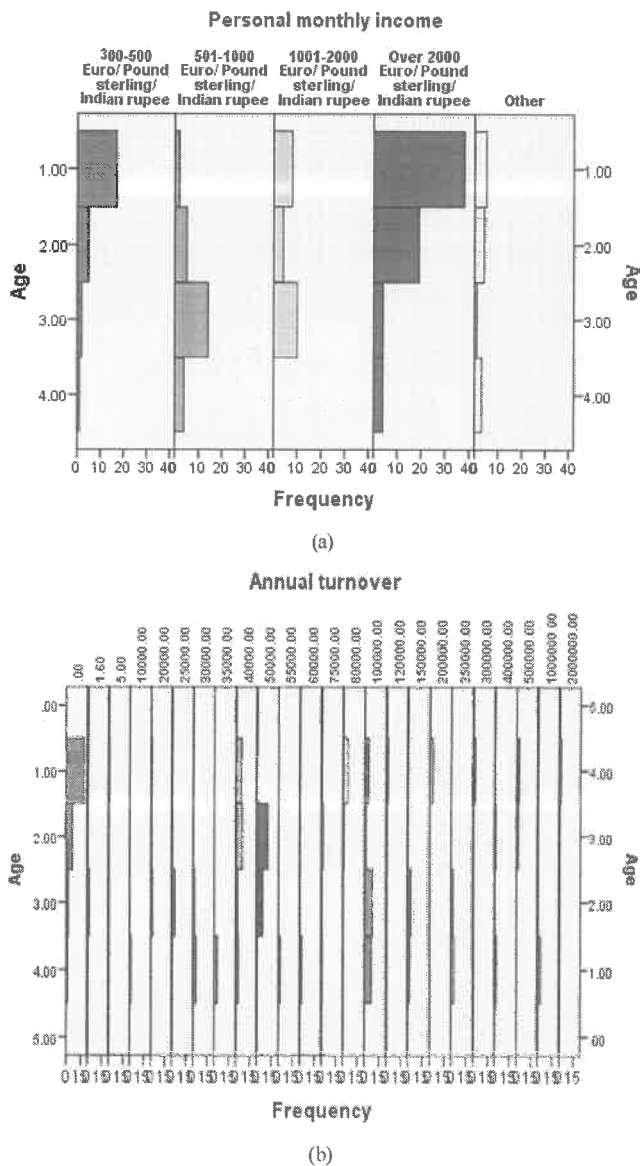 Personal monthly income
300-500 Euro/ Pound sterling/ Indian rupee
501-1000 Euro/ Pound sterling/ Indian rupee
1001-2000 Euro/ Pound sterling/ Indian rupee
Over 2000 Euro/ Pound sterling/ Indian rupee
Other
Age
1.00
2.00
3.00
4.00
1.00
2.00
3.00
4.00
Age
0 10 20 30 40
0 10 20 30 40
0 10 20 30 40
0 10 20 30 40
0 10 20 30 40
Frequency
(a)
Annual turnover
.00
1.60
5.00
10000.00
20000.00
25000.00
30000.00
35000.00
40000.00
50000.00
55000.00
60000.00
75000.00
80000.00
100000.00
120000.00
150000.00
200000.00
250000.00
300000.00
400000.00
500000.00
1000000.00
2000000.00
Age
.00
1.00
2.00
3.00
4.00
5.00
5.00
4.00
3.00
2.00
1.00
.00
Age
Frequency
(b)